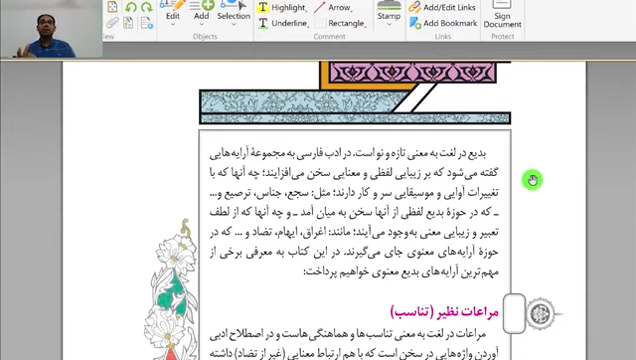 Edit
Add
Selection
Highlight
Underline
Arrow
Rectangle
Stamp
Add/Edit Links
Add Bookmark
Sign
Document
Objects
Comment
Links
بدیع در لغت به معنی تازه و نو است. در ادب فارسی به مجموعهٔ آرایه‌هایی
گفته می‌شود که بر زیبایی لفظی و معنایی سخن می‌افزایند؛ چه آنها که با
تغییرات آوایی و موسیقایی سر و کار دارند؛ مثل: سجع، جناس، ترصیع و...
ـ که در حوزهٔ بدیع لفظی از آنها سخن به میان آمد ـ و چه آنها که از لطف
تعبیر و زیبایی معنی به‌وجود می‌آیند؛ مانند: اغراق، ایهام، تضاد و ... که در
حوزهٔ آرایه‌های معنوی جای می‌گیرند. در این کتاب به معرفی برخی از
مهم‌ترین آرایه‌های بدیع معنوی خواهیم پرداخت:
مراعات نظیر (تناسب)
مراعات در لغت به معنی تناسب‌ها و هماهنگی‌هاست و در اصطلاح ادبی
آوردن واژه‌هایی در سخن است که با هم ارتباط معنایی (غیر از تضاد) داشته